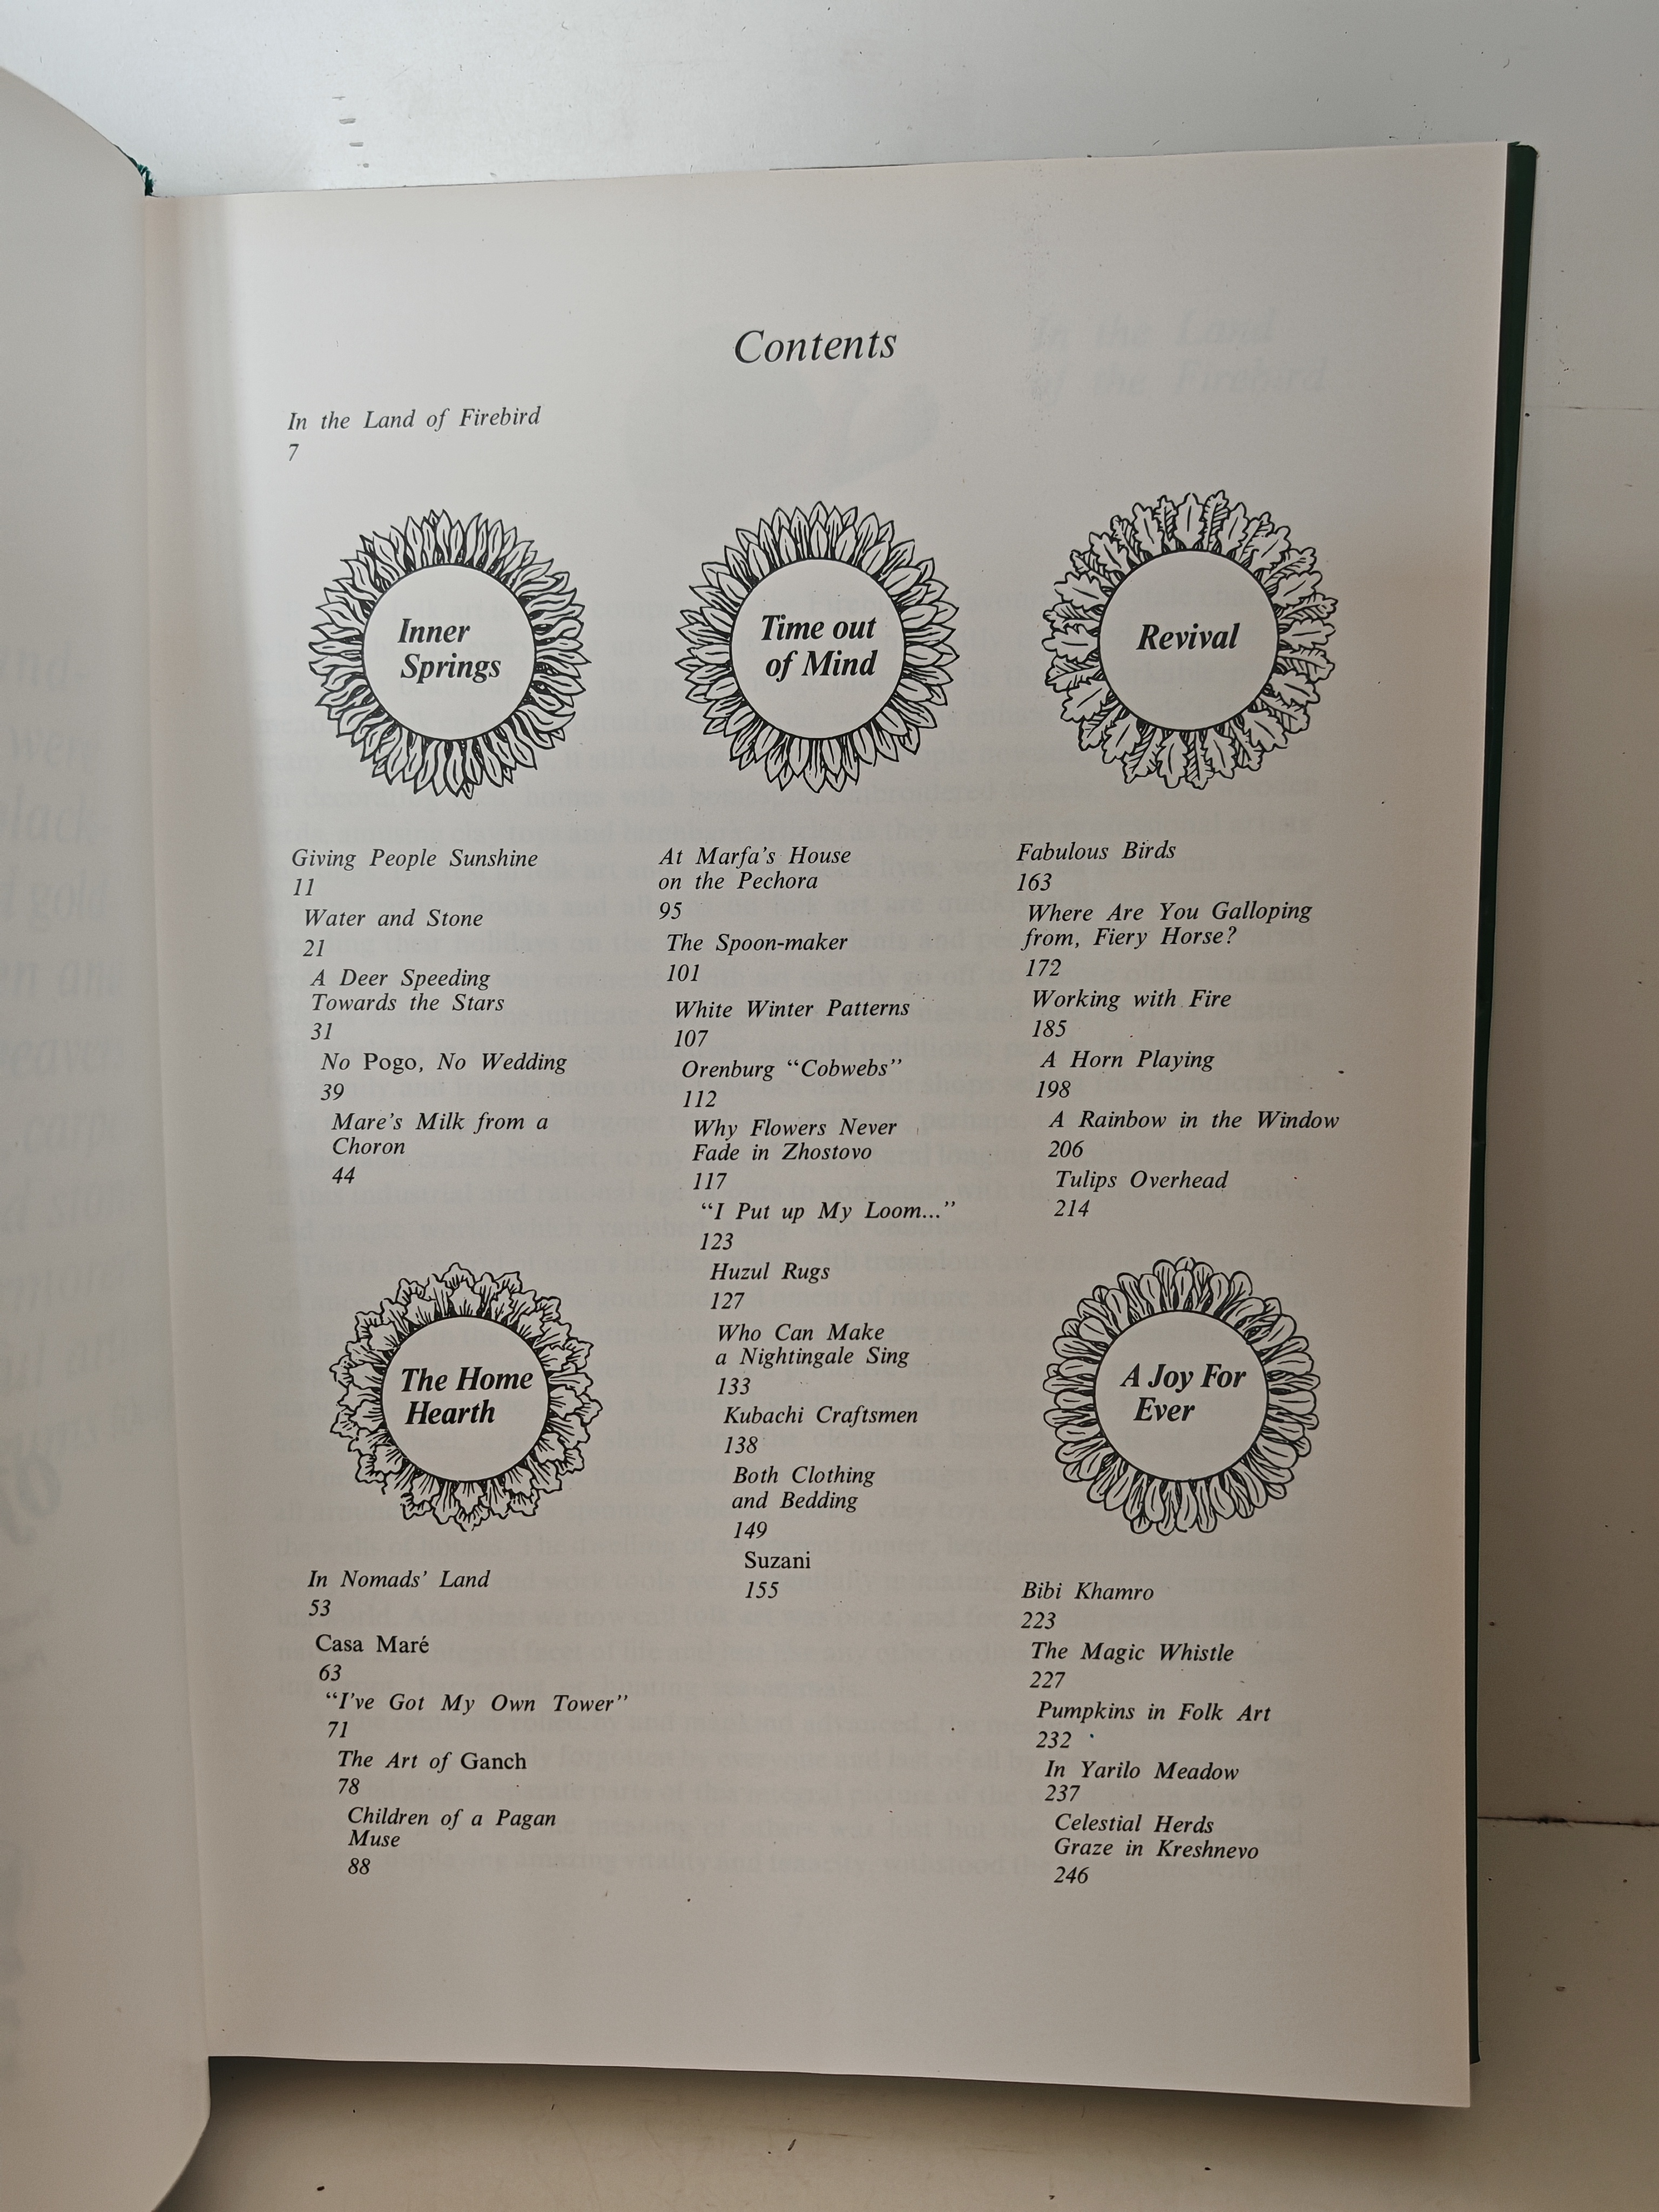 Contents
In the Land of Firebird
7
Inner
Springs
Giving People Sunshine
11
Water and Stone
21
A Deer Speeding
Towards the Stars
31
No Pogo, No Wedding
39
Mare's Milk from a
Choron
44
The Home
Hearth
In Nomads' Land
53
Casa Maré
63
“I've Got My Own Tower”
71
The Art of Ganch
78
Children of a Pagan
Muse
88
Time out
of Mind
At Marfa's House
on the Pechora
95
The Spoon-maker
101
White Winter Patterns
107
Orenburg “Cobwebs”
112
Why Flowers Never
Fade in Zhostovo
117
“I Put up My Loom...”
123
Huzul Rugs
127
Who Can Make
a Nightingale Sing
133
Kubachi Craftsmen
138
Both Clothing
and Bedding
149
Suzani
155
Revival
Fabulous Birds
163
Where Are You Galloping
from, Fiery Horse?
172
Working with Fire
185
A Horn Playing
198
A Rainbow in the Window
206
Tulips Overhead
214
A Joy For
Ever
Bibi Khamro
223
The Magic Whistle
227
Pumpkins in Folk Art
232
In Yarilo Meadow
237
Celestial Herds
Graze in Kreshnevo
246